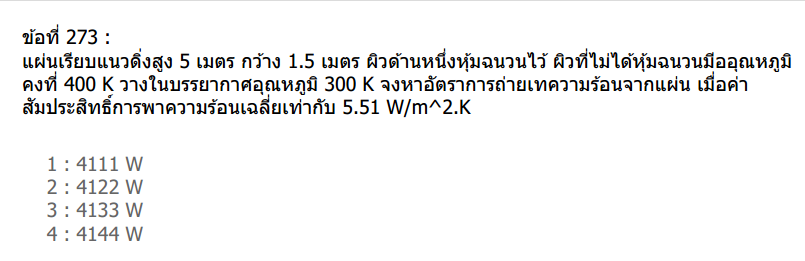 ข้อที่ 273 :
แผ่นเรียบแนวดิ่งสูง 5 เมตร กว้าง 1.5 เมตร ผิวด้านหนึ่งหุ้มฉนวนไว้ ผิวที่ไม่ได้หุ้มฉนวนมีออุณหภูมิ
คงที่ 400 K วางในบรรยากาศอุณหภูมิ 300 K จงหาอัตราการถ่ายเทความร้อนจากแผ่น เมื่อค่า
สัมประสิทธิ์การพาความร้อนเฉลี่ยเท่ากับ 5.51 W/m^2.K
1 : 4111 W
2 : 4122 W
3 : 4133 W
4 : 4144 W